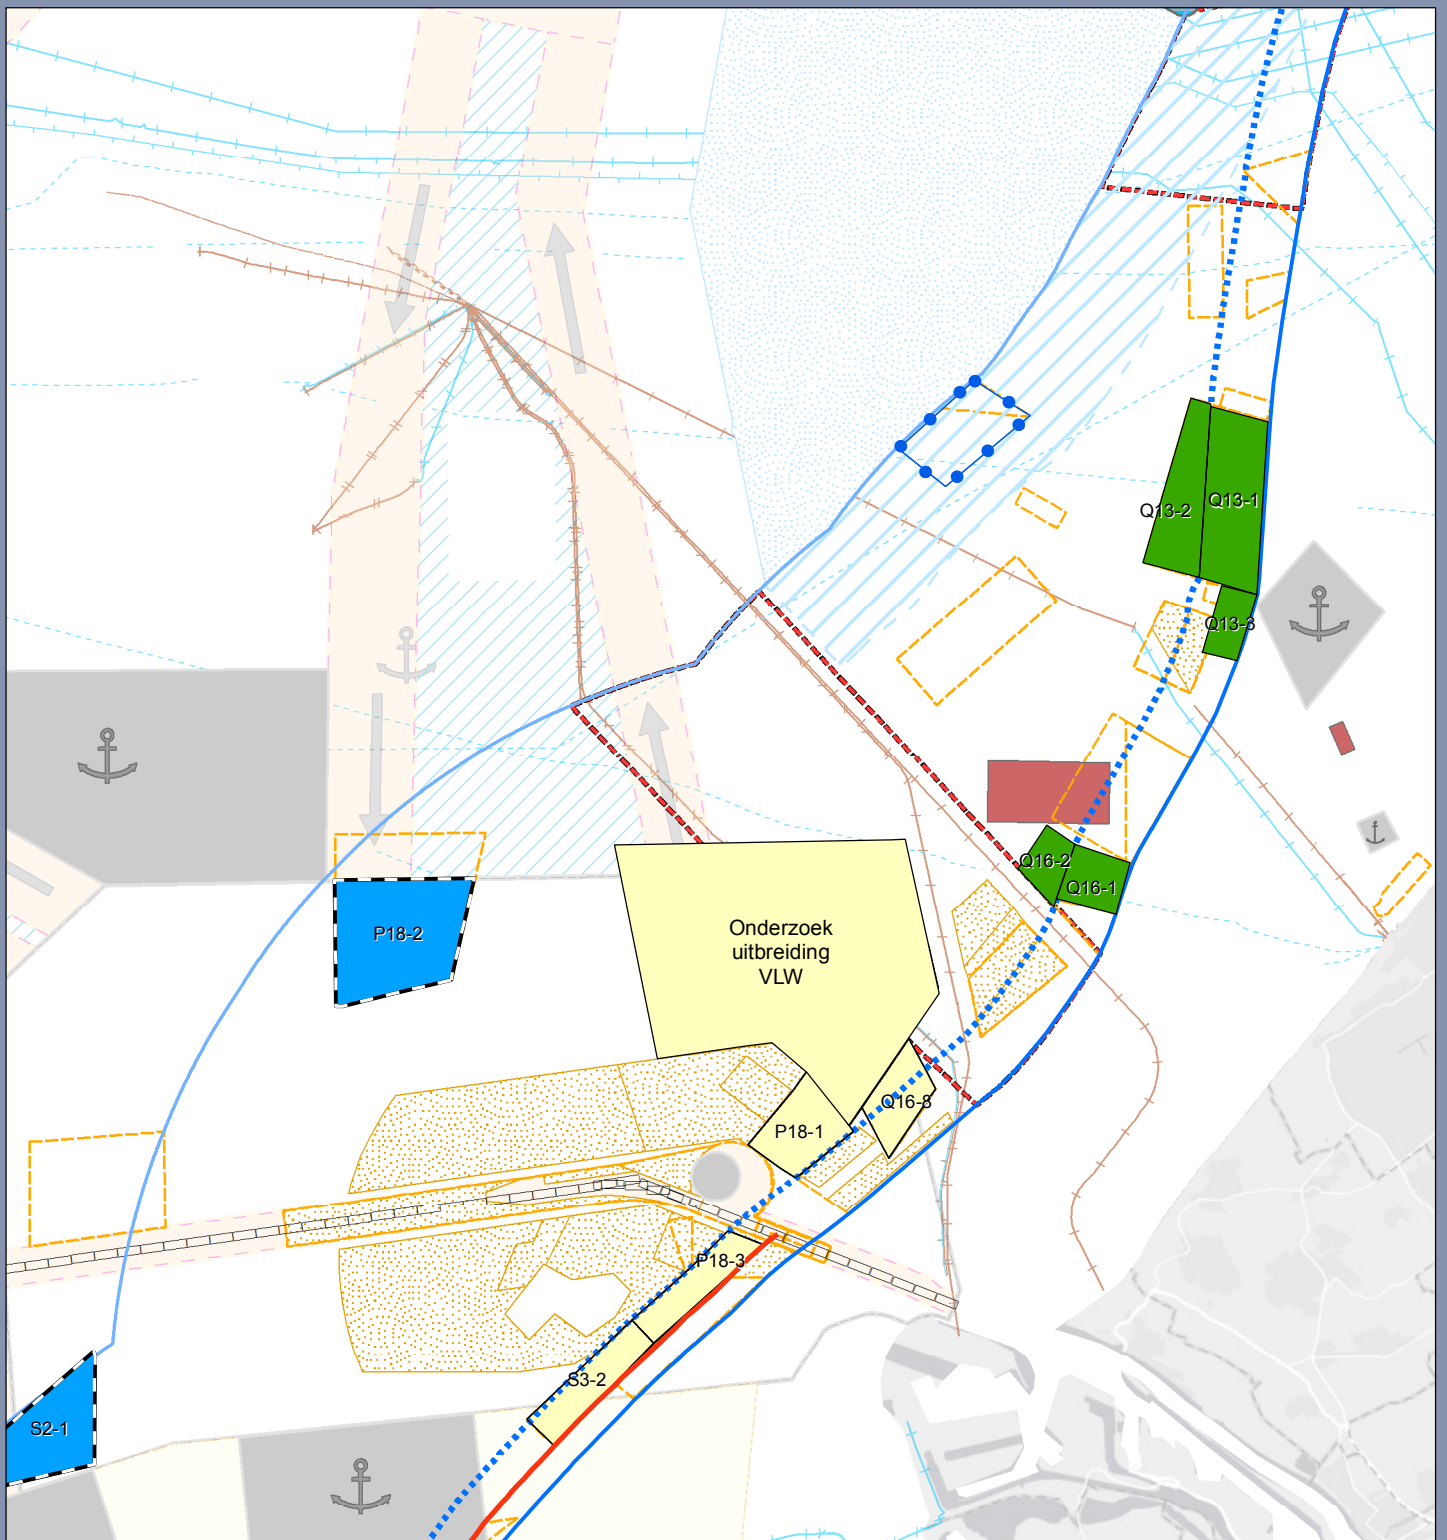 Q13-1
Q13-2
Q13-3
Q16-2
Q16-1
Onderzoek
uitbreiding
VLW
P18-2
Q16-8
P18-1
P18-3
S3-2
S2-1